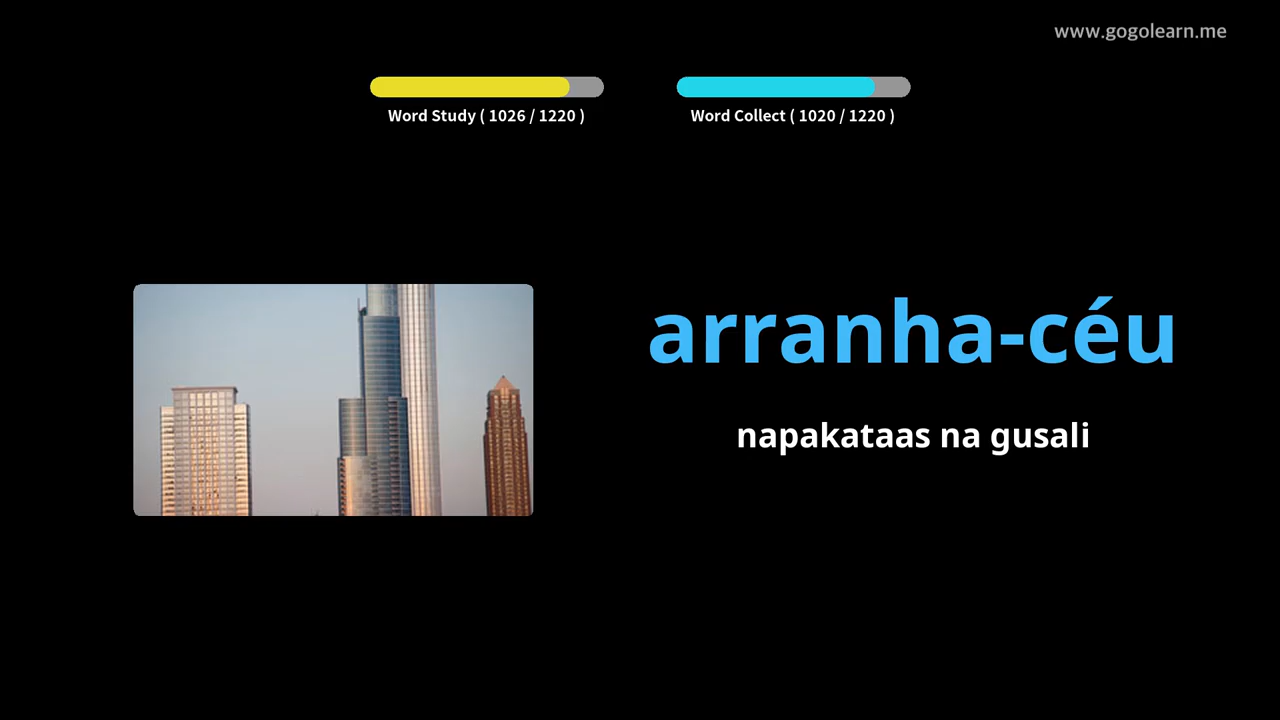 www.gogolearn.me
Word Study ( 1026 / 1220 )
Word Collect ( 1020 / 1220 )
arranha-céu
napakataas na gusali